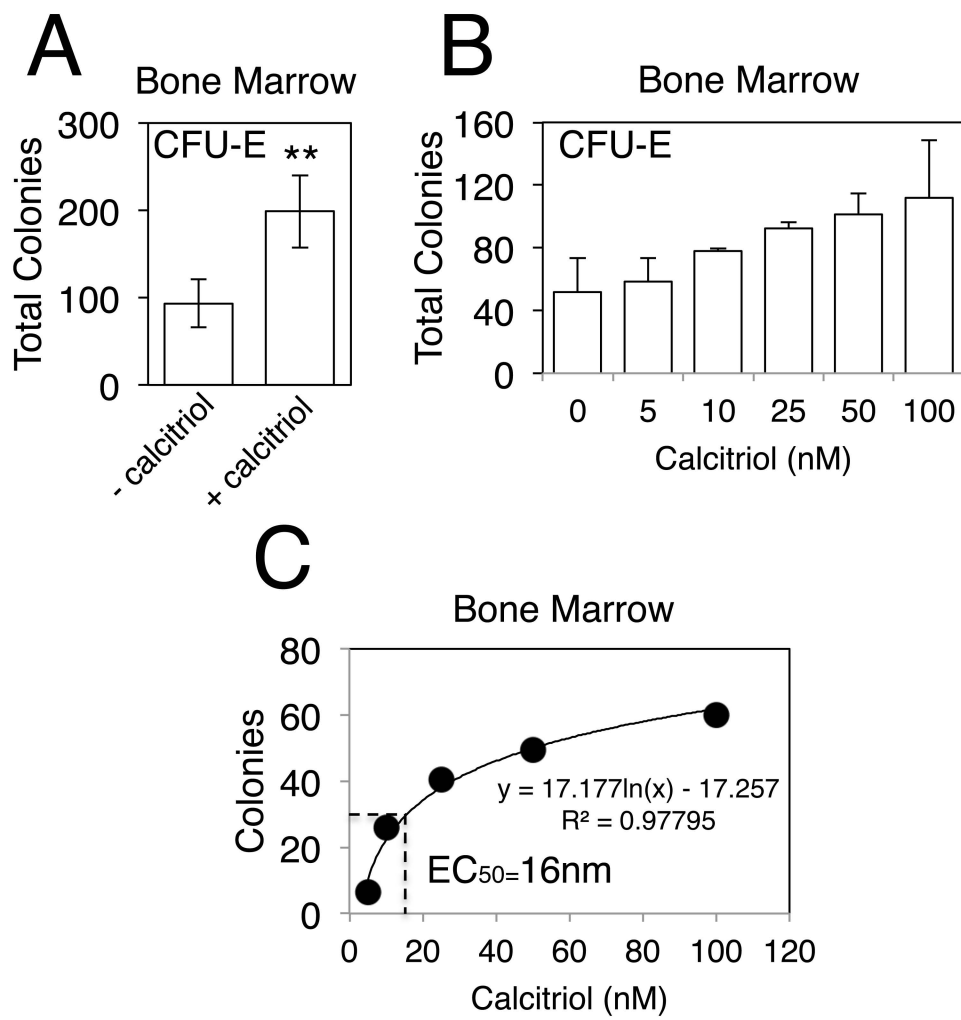 A
Bone Marrow
CFU-E
**
Total Colonies
300
200
100
0
- calcitriol
+ calcitriol
B
Bone Marrow
CFU-E
Total Colonies
160
120
80
40
0
0 5 10 25 50 100
Calcitriol (nM)
C
Bone Marrow
Colonies
80
60
40
20
0
y = 17.177ln(x) - 17.257
R² = 0.97795
EC50=16nm
0 20 40 60 80 100 120
Calcitriol (nM)